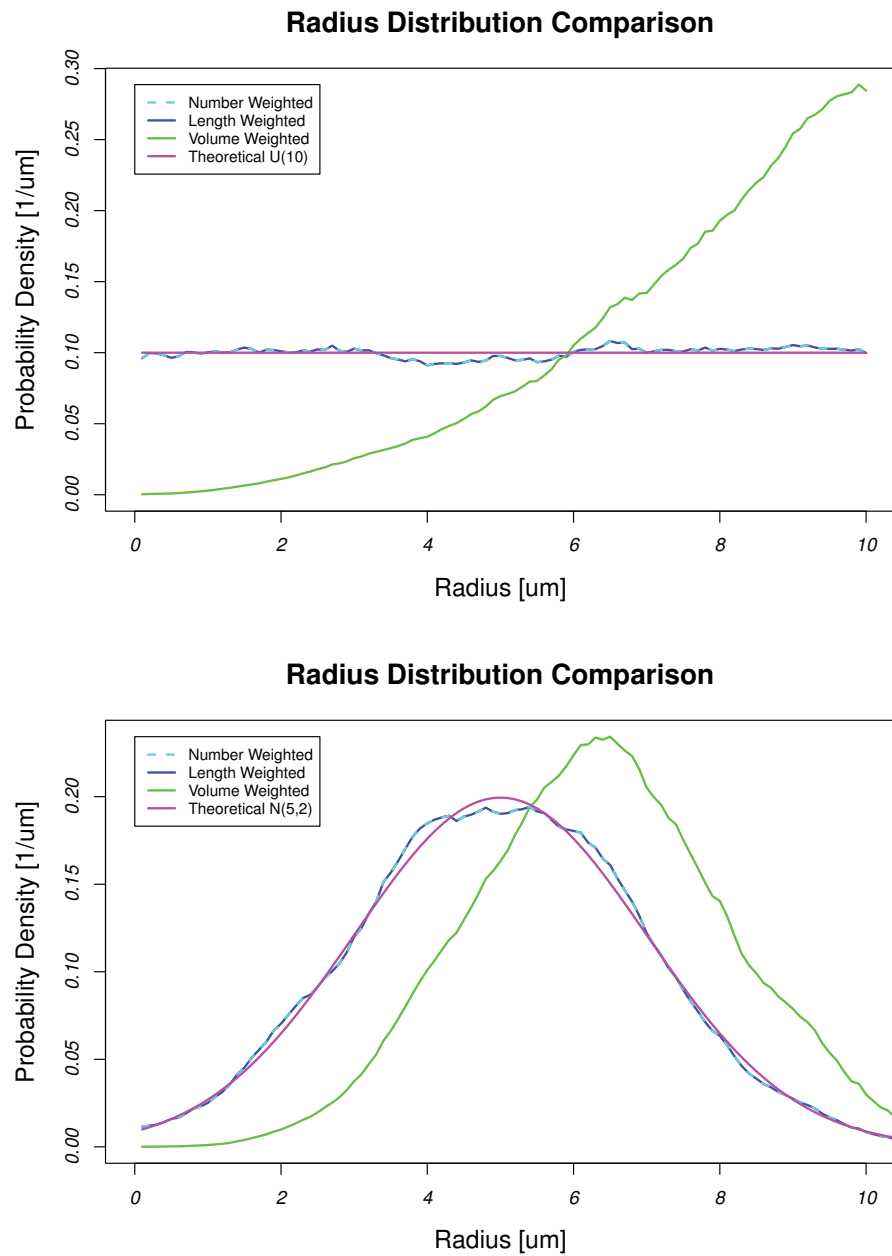 Radius Distribution Comparison
Probability Density [1/um]
0.30
0.25
0.20
0.15
0.10
0.05
0.00
Number Weighted
Length Weighted
Volume Weighted
Theoretical U(10)
0 2 4 6 8 10
Radius [um]
Radius Distribution Comparison
Probability Density [1/um]
0.20
0.15
0.10
0.05
0.00
Number Weighted
Length Weighted
Volume Weighted
Theoretical N(5,2)
0 2 4 6 8 10
Radius [um]